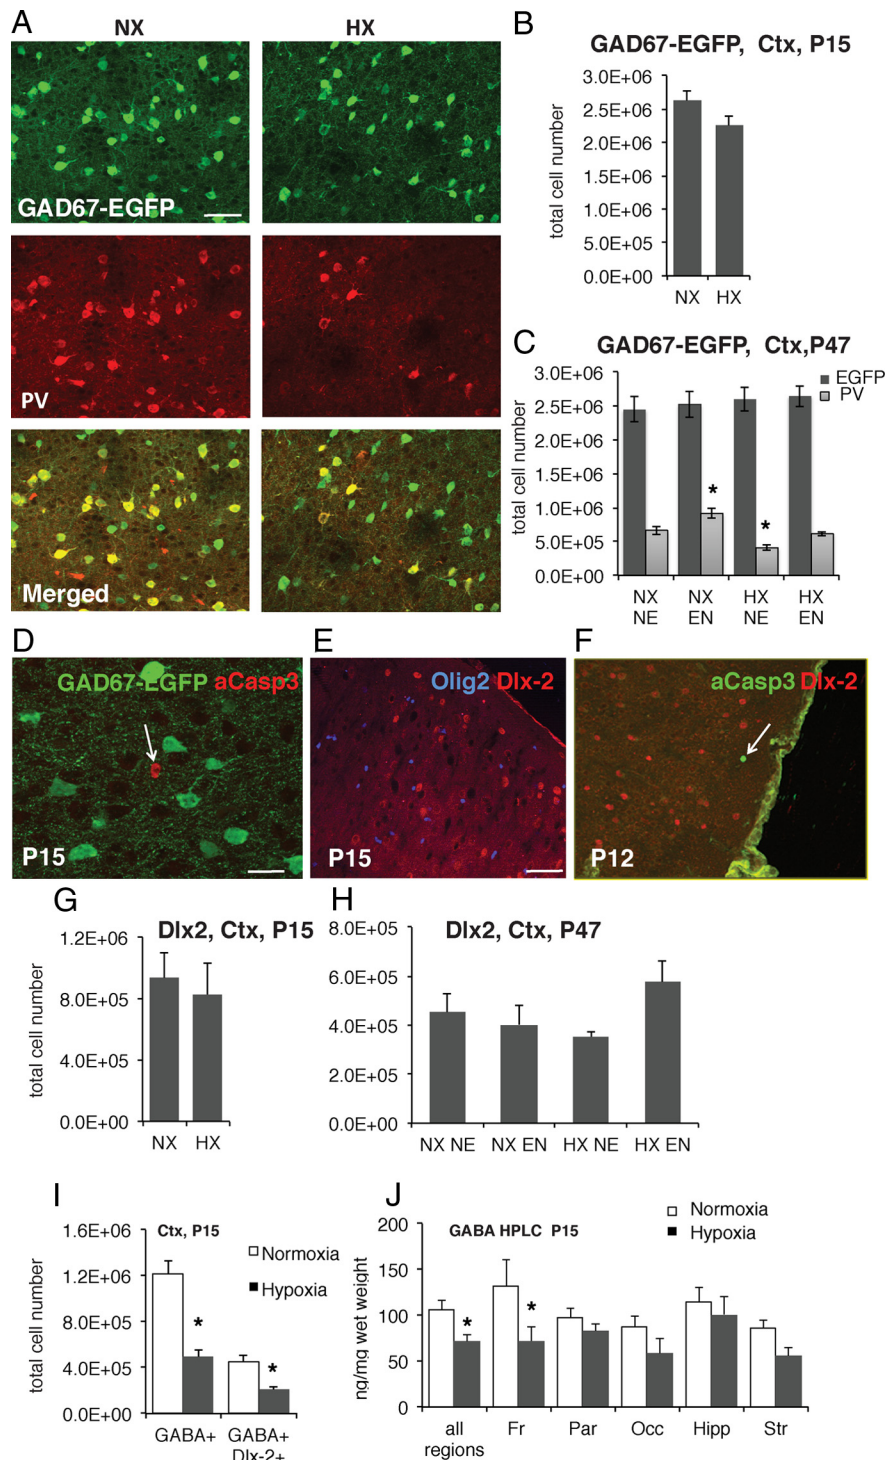 A
NX
HX
GAD67-EGFP
PV
Merged
B
GAD67-EGFP, Ctx, P15
total cell number
3.0E+06
2.5E+06
2.0E+06
1.5E+06
1.0E+06
5.0E+05
0.0E+00
NX HX
C
GAD67-EGFP, Ctx,P47
EGFP
PV
total cell number
3.0E+06
2.5E+06
2.0E+06
1.5E+06
1.0E+06
5.0E+05
0.0E+00
*
*
NX NX HX HX
NE EN NE EN
D
GAD67-EGFP aCasp3
P15
E
Olig2 Dlx-2
P15
F
aCasp3 Dlx-2
P12
G
Dlx2, Ctx, P15
total cell number
1.2E+06
8.0E+05
4.0E+05
0.0E+00
NX HX
H
Dlx2, Ctx, P47
8.0E+05
6.0E+05
4.0E+05
2.0E+05
0.0E+00
NX NE NX EN HX NE HX EN
I
Ctx, P15
Normoxia
Hypoxia
total cell number
1.6E+06
1.2E+06
8.0E+05
4.0E+05
0.0E+00
*
*
GABA+ GABA+
Dlx-2+
J
GABA HPLC P15
Normoxia
Hypoxia
ng/mg wet weight
200
150
100
50
0
*
*
all Fr Par Occ Hipp Str
regions